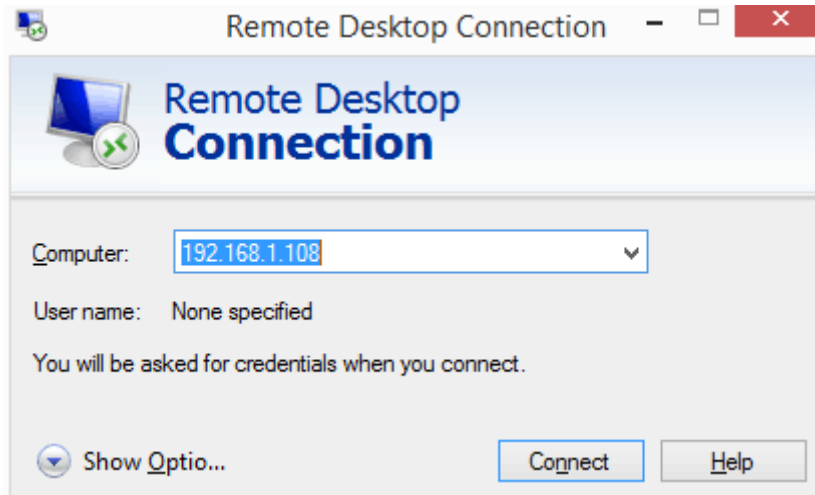 Remote Desktop Connection
Remote Desktop
Connection
Computer: 192.168.1.108
User name: None specified
You will be asked for credentials when you connect.
Show Optio... Connect Help